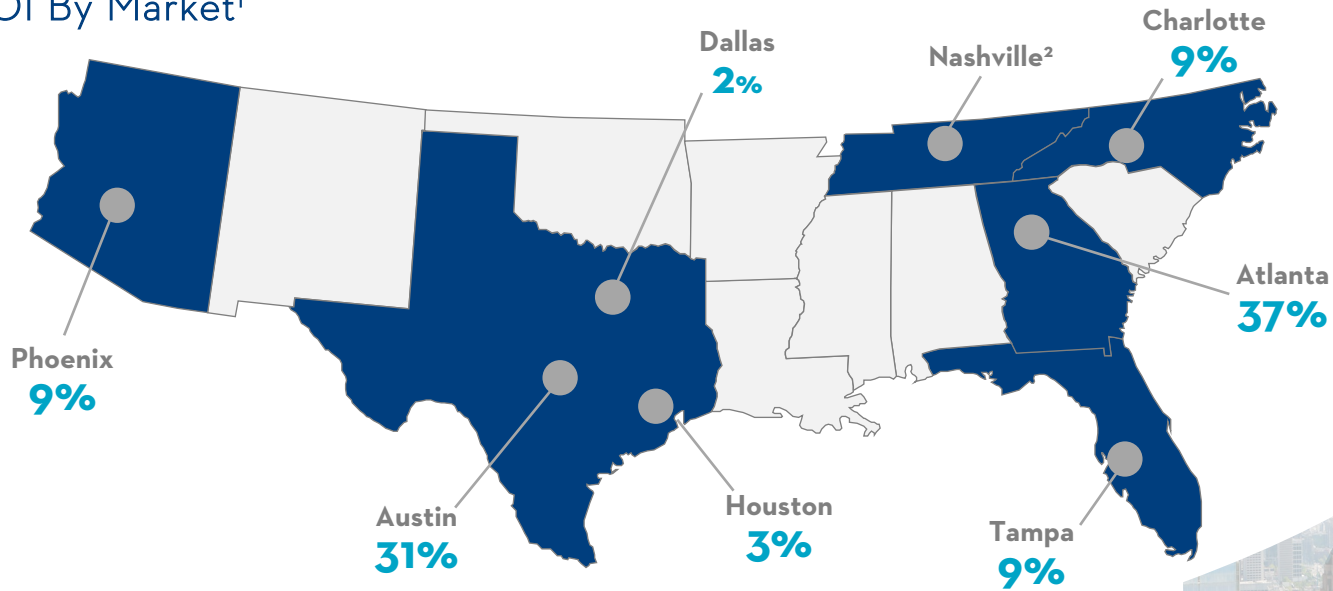 OI By Market¹
Dallas
2%
Nashville²
Charlotte
9%
Atlanta
37%
Phoenix
9%
Austin
31%
Houston
3%
Tampa
9%